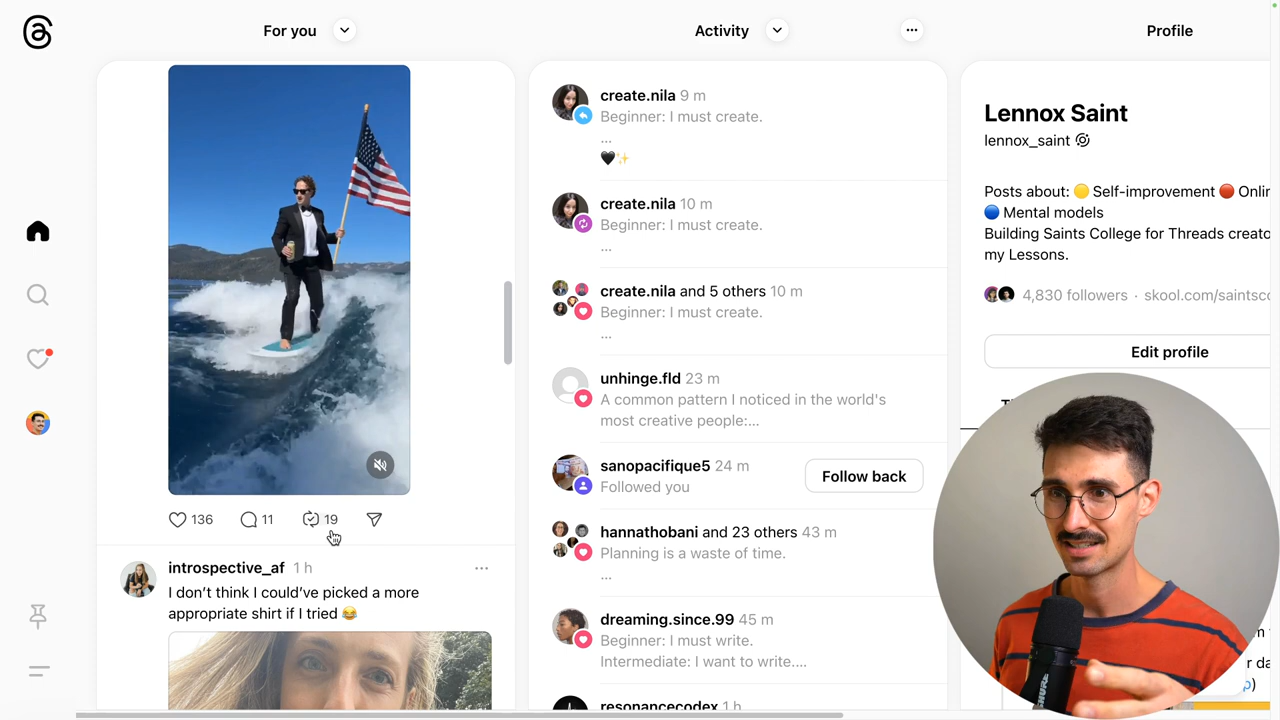 For you
136
11
19
introspective_af 1 h
I don't think I could've picked a more
appropriate shirt if I tried 😂
Activity
create.nila 9 m
Beginner: I must create.
...
🖤✨
create.nila 10 m
Beginner: I must create.
...
create.nila and 5 others 10 m
Beginner: I must create.
...
unhinge.fld 23 m
A common pattern I noticed in the world's
most creative people:...
sanopacifique5 24 m
Followed you
Follow back
hannathobani and 23 others 43 m
Planning is a waste of time.
...
dreaming.since.99 45 m
Beginner: I must write.
Intermediate: I want to write....
resonancecodex 1 h
Profile
Lennox Saint
lennox_saint
Posts about: 🟡 Self-improvement 🔴 Onlin
🔵 Mental models
Building Saints College for Threads creato
my Lessons.
4,830 followers · skool.com/saintsco
Edit profile
SHURE